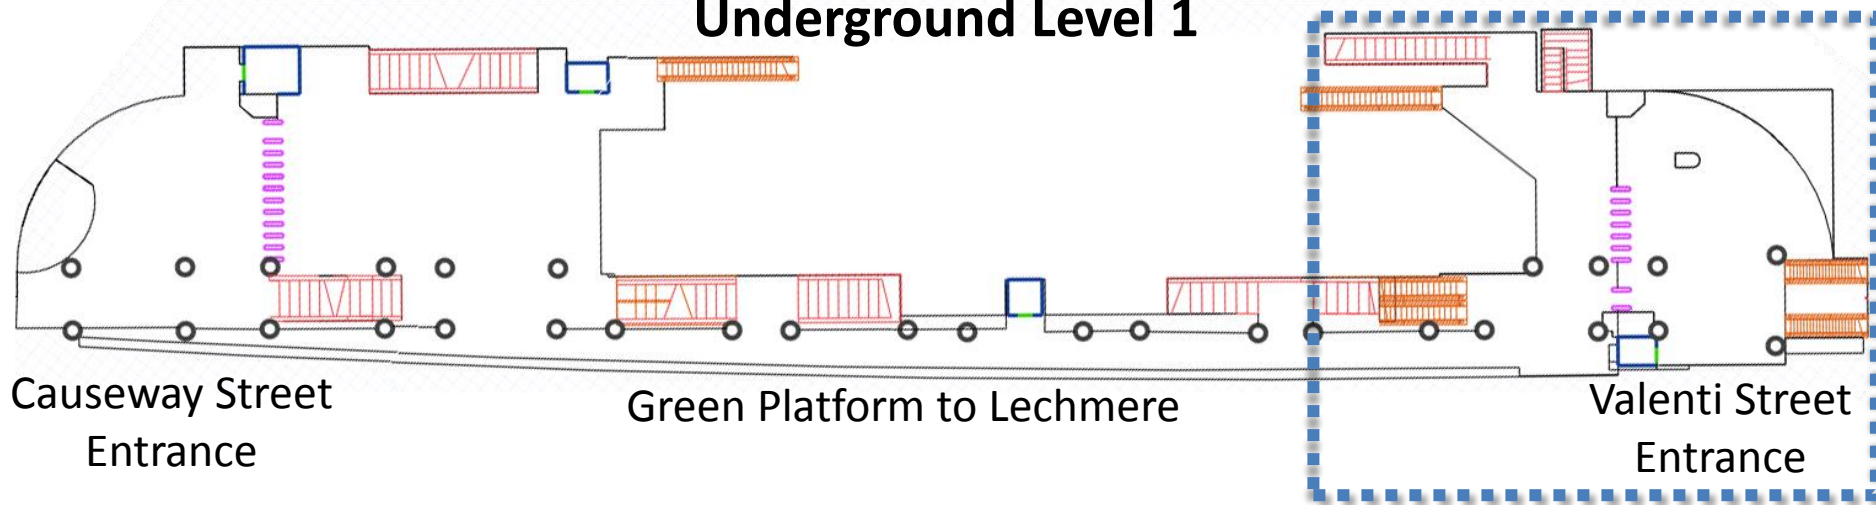 Underground Level 1
Causeway Street
Entrance
Green Platform to Lechmere
Valenti Street
Entrance